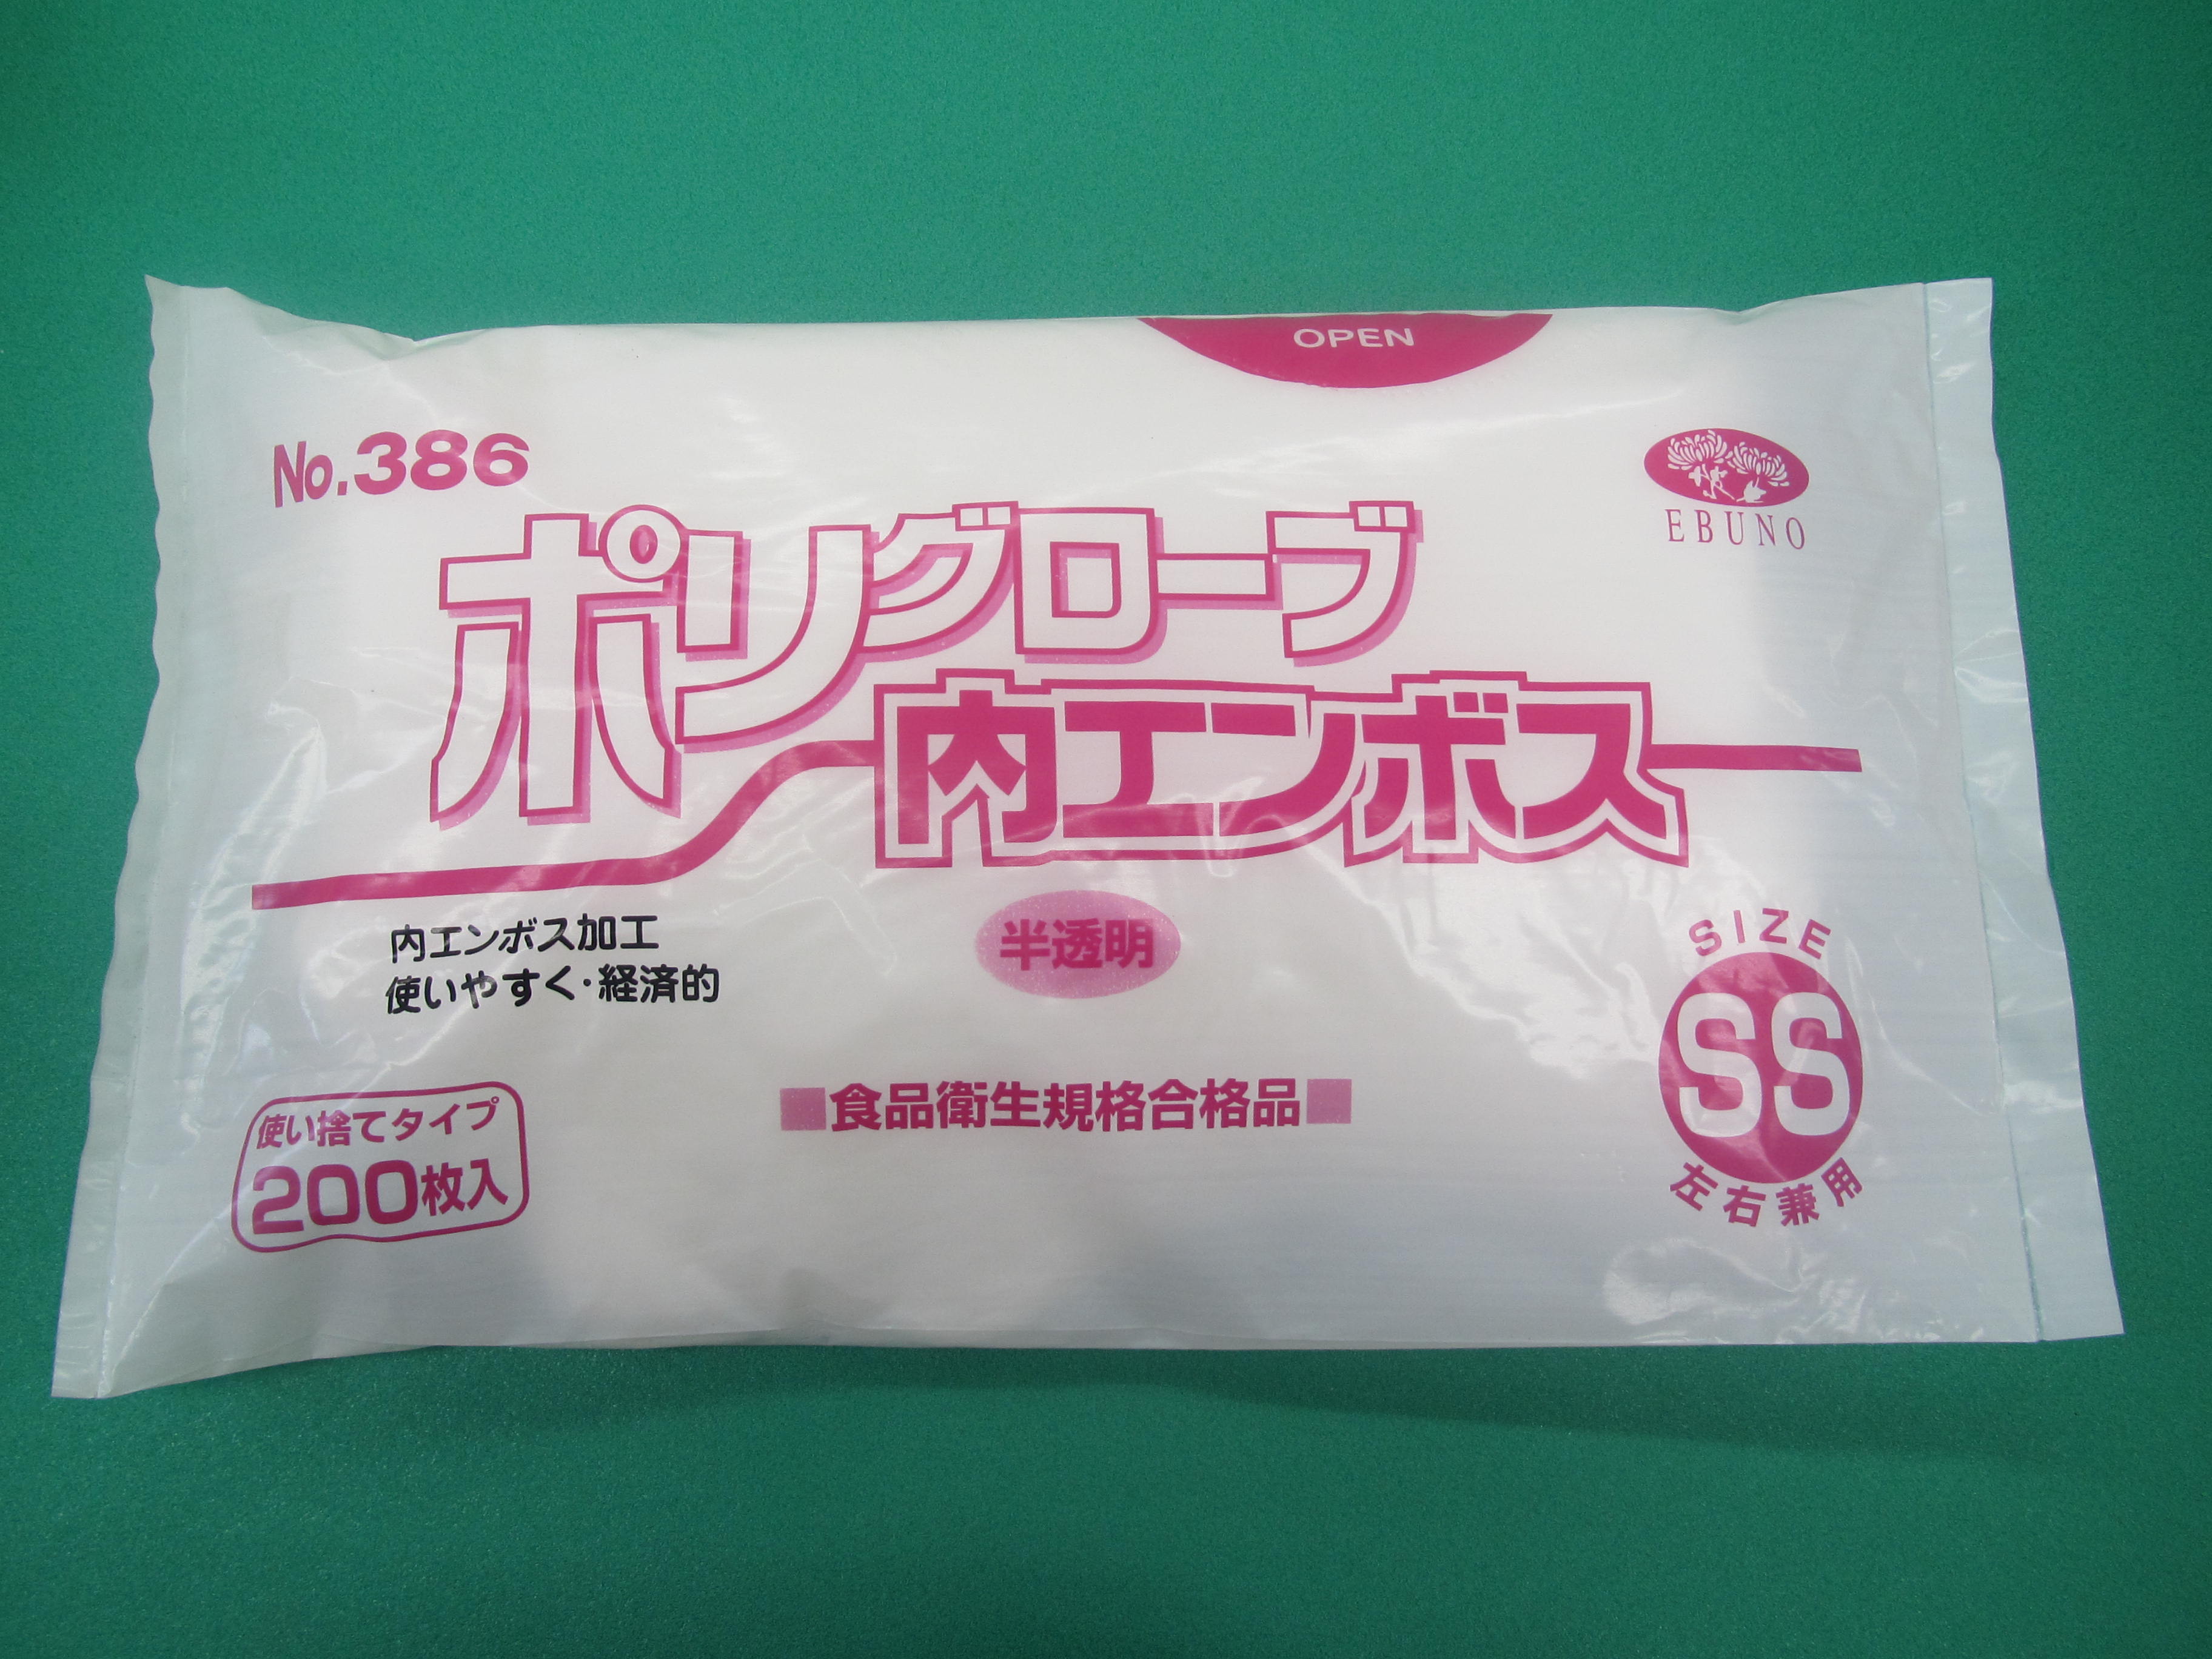 OPEN
No.386
EBUNO
ポリグローブ
内エンボス
内エンボス加工
使いやすく・経済的
半透明
SIZE
SS
左右兼用
■食品衛生規格合格品■
使い捨てタイプ
200枚入